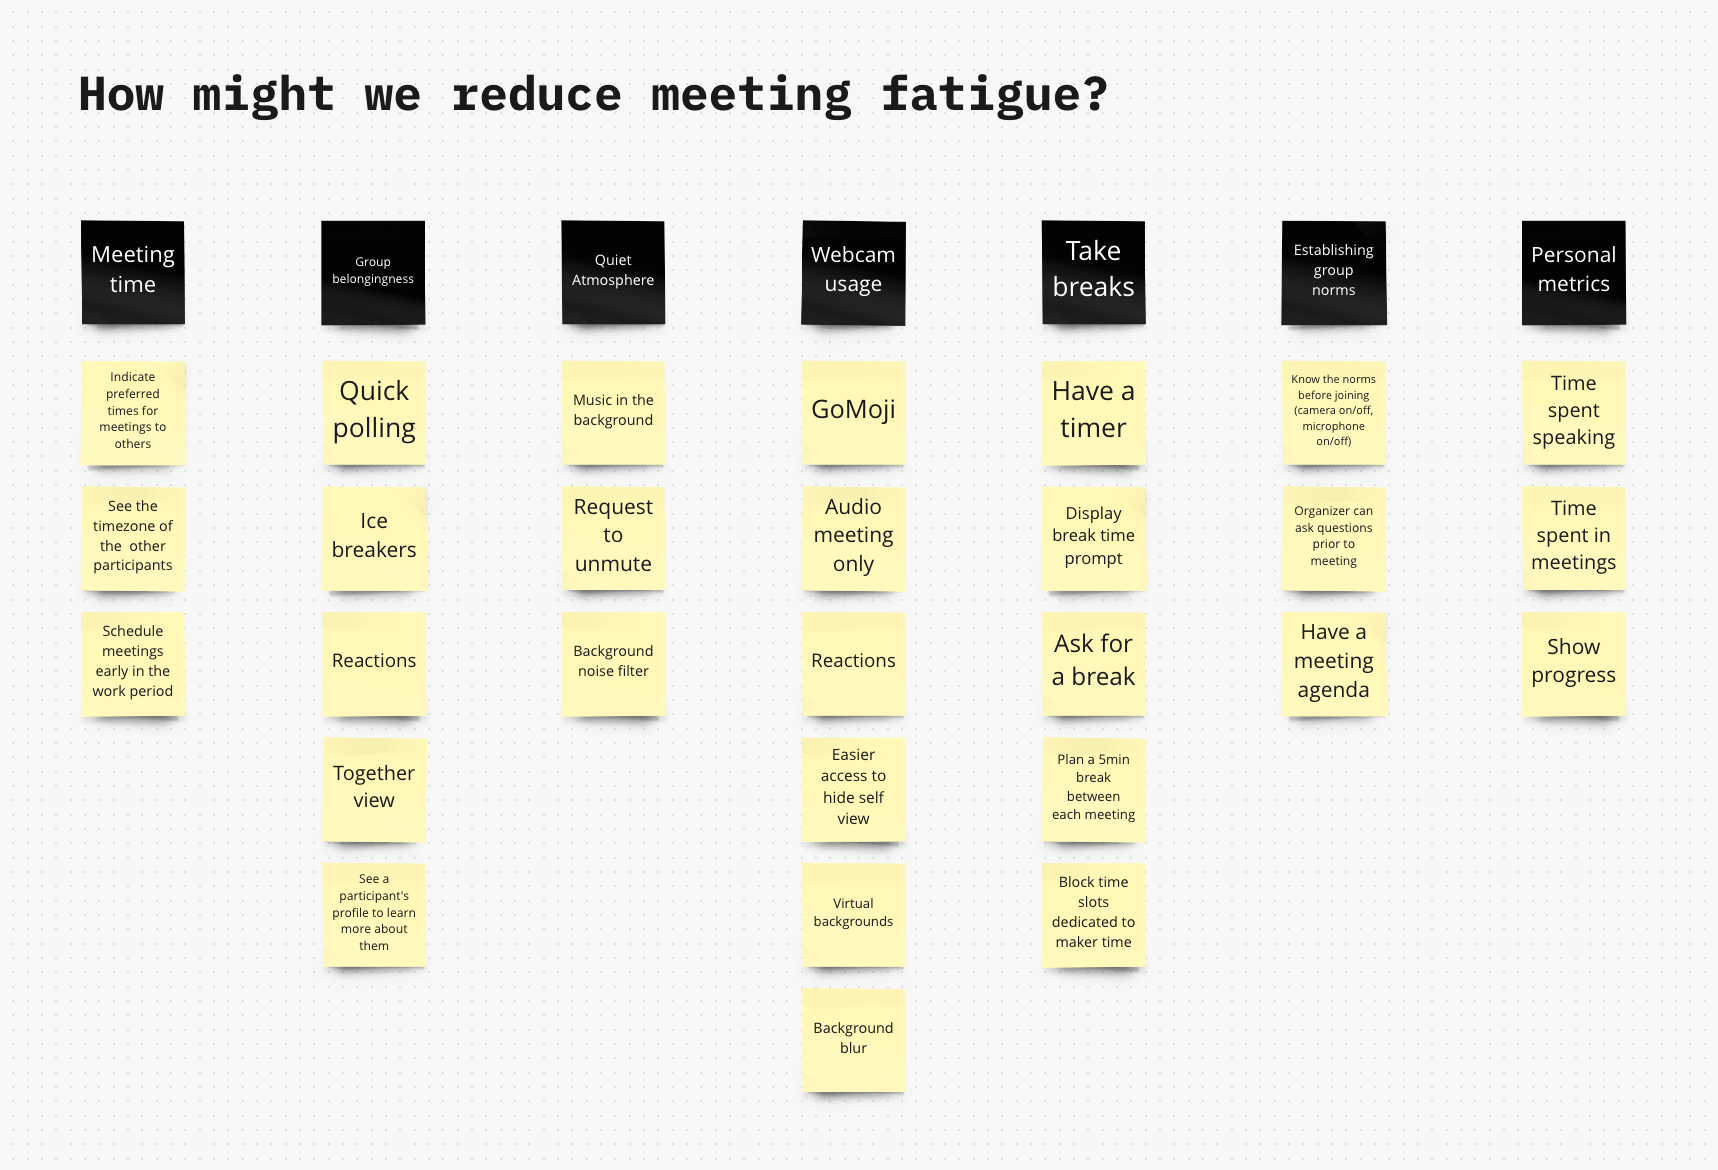 How might we reduce meeting fatigue?
Meeting
time
Indicate
preferred
times for
meetings to
others
See the
timezone of
the other
participants
Schedule
meetings
early in the
work period
Group
belongingness
Quick
polling
Ice
breakers
Reactions
Together
view
See a
participant's
profile to learn
more about
them
Quiet
Atmosphere
Music in the
background
Request
to
unmute
Background
noise filter
Webcam
usage
GoMoji
Audio
meeting
only
Reactions
Easier
access to
hide self
view
Virtual
backgrounds
Background
blur
Take
breaks
Have a
timer
Display
break time
prompt
Ask for
a break
Plan a 5min
break
between
each meeting
Block time
slots
dedicated to
maker time
Establishing
group
norms
Know the norms
before joining
(camera on/off,
microphone
on/off)
Organizer can
ask questions
prior to
meeting
Have a
meeting
agenda
Personal
metrics
Time
spent
speaking
Time
spent in
meetings
Show
progress